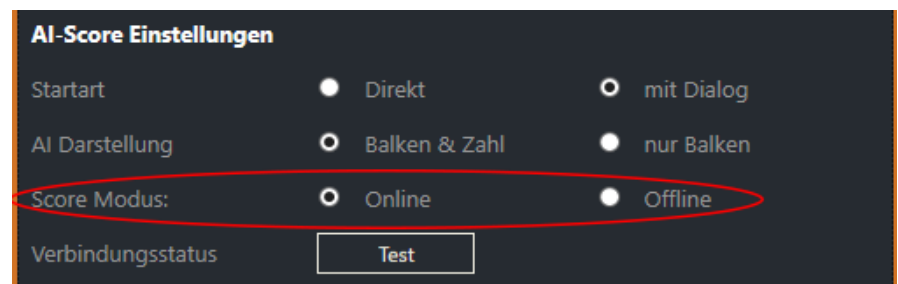 AI-Score Einstellungen
Startart Direkt mit Dialog
AI Darstellung Balken & Zahl nur Balken
Score Modus: Online Offline
Verbindungsstatus Test